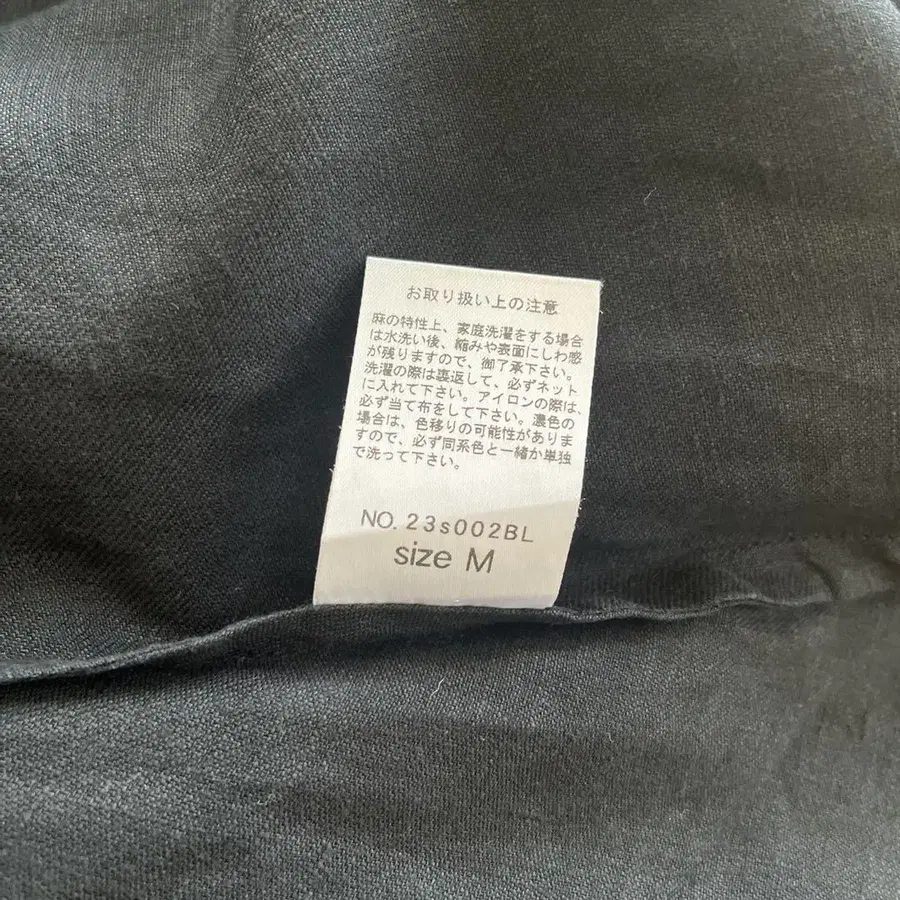 お取り扱い上の注意
麻の特性上、家庭洗濯をする場合
は水洗い後、縮みや表面にしわ感
が残りますので、御了承下さい。
洗濯の際は裏返して、必ずネット
に入れて下さい。アイロンの際は、
必ず当て布をして下さい。濃色の
場合は、色移りの可能性がありま
すので、必ず同系色と一緒か単独
で洗って下さい。
NO. 23s002BL
size M